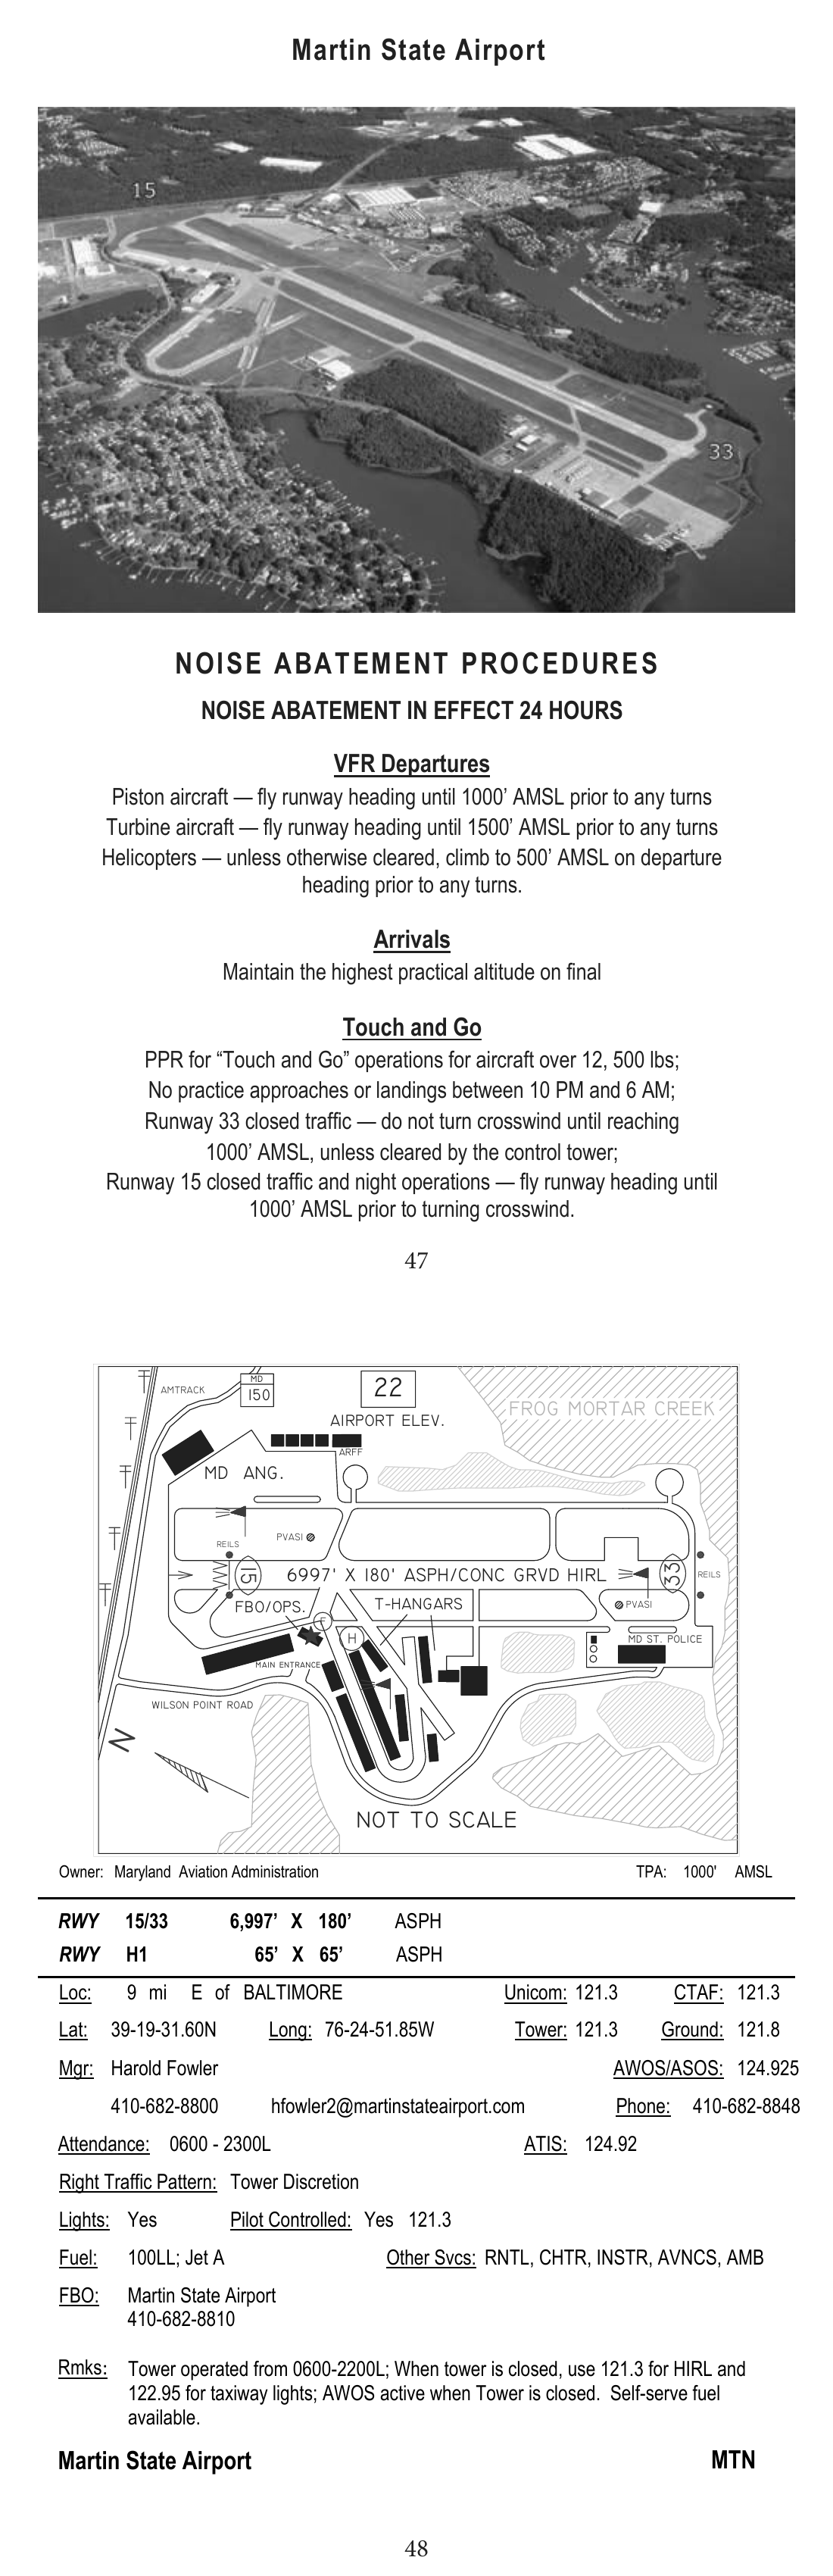 Martin State Airport
15
33
NOISE ABATEMENT PROCEDURES
NOISE ABATEMENT IN EFFECT 24 HOURS
VFR Departures
Piston aircraft — fly runway heading until 1000’ AMSL prior to any turns
Turbine aircraft — fly runway heading until 1500’ AMSL prior to any turns
Helicopters — unless otherwise cleared, climb to 500’ AMSL on departure
heading prior to any turns.
Arrivals
Maintain the highest practical altitude on final
Touch and Go
PPR for “Touch and Go” operations for aircraft over 12, 500 lbs;
No practice approaches or landings between 10 PM and 6 AM;
Runway 33 closed traffic — do not turn crosswind until reaching
1000’ AMSL, unless cleared by the control tower;
Runway 15 closed traffic and night operations — fly runway heading until
1000’ AMSL prior to turning crosswind.
47
AMTRACK
MD
150
22
AIRPORT ELEV.
FROG MORTAR CREEK
ARFF
MD ANG.
REILS
PVASI
15
6997' X 180' ASPH/CONC GRVD HIRL
33
REILS
FBO/OPS.
T-HANGARS
PVASI
F
H
MD ST. POLICE
MAIN ENTRANCE
WILSON POINT ROAD
N
NOT TO SCALE
Owner: Maryland Aviation Administration TPA: 1000' AMSL
RWY 15/33 6,997’ X 180’ ASPH
RWY H1 65’ X 65’ ASPH
Loc: 9 mi E of BALTIMORE Unicom: 121.3 CTAF: 121.3
Lat: 39-19-31.60N Long: 76-24-51.85W Tower: 121.3 Ground: 121.8
Mgr: Harold Fowler AWOS/ASOS: 124.925
410-682-8800 hfowler2@martinstateairport.com Phone: 410-682-8848
Attendance: 0600 - 2300L ATIS: 124.92
Right Traffic Pattern: Tower Discretion
Lights: Yes Pilot Controlled: Yes 121.3
Fuel: 100LL; Jet A Other Svcs: RNTL, CHTR, INSTR, AVNCS, AMB
FBO: Martin State Airport
410-682-8810
Rmks: Tower operated from 0600-2200L; When tower is closed, use 121.3 for HIRL and
122.95 for taxiway lights; AWOS active when Tower is closed. Self-serve fuel
available.
Martin State Airport MTN
48